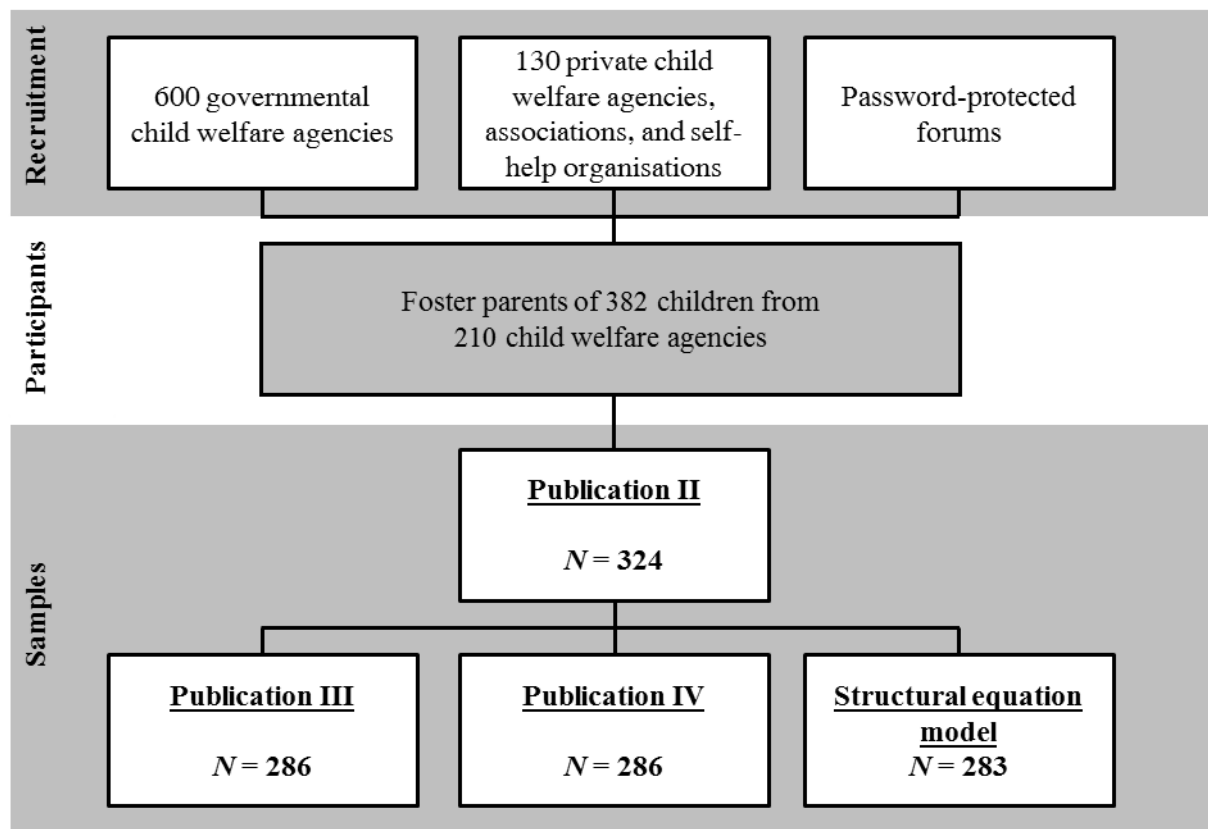 Recruitment
600 governmental
child welfare agencies
130 private child
welfare agencies,
associations, and self-
help organisations
Password-protected
forums
Participants
Foster parents of 382 children from
210 child welfare agencies
Samples
Publication II
N = 324
Publication III
N = 286
Publication IV
N = 286
Structural equation
model
N = 283